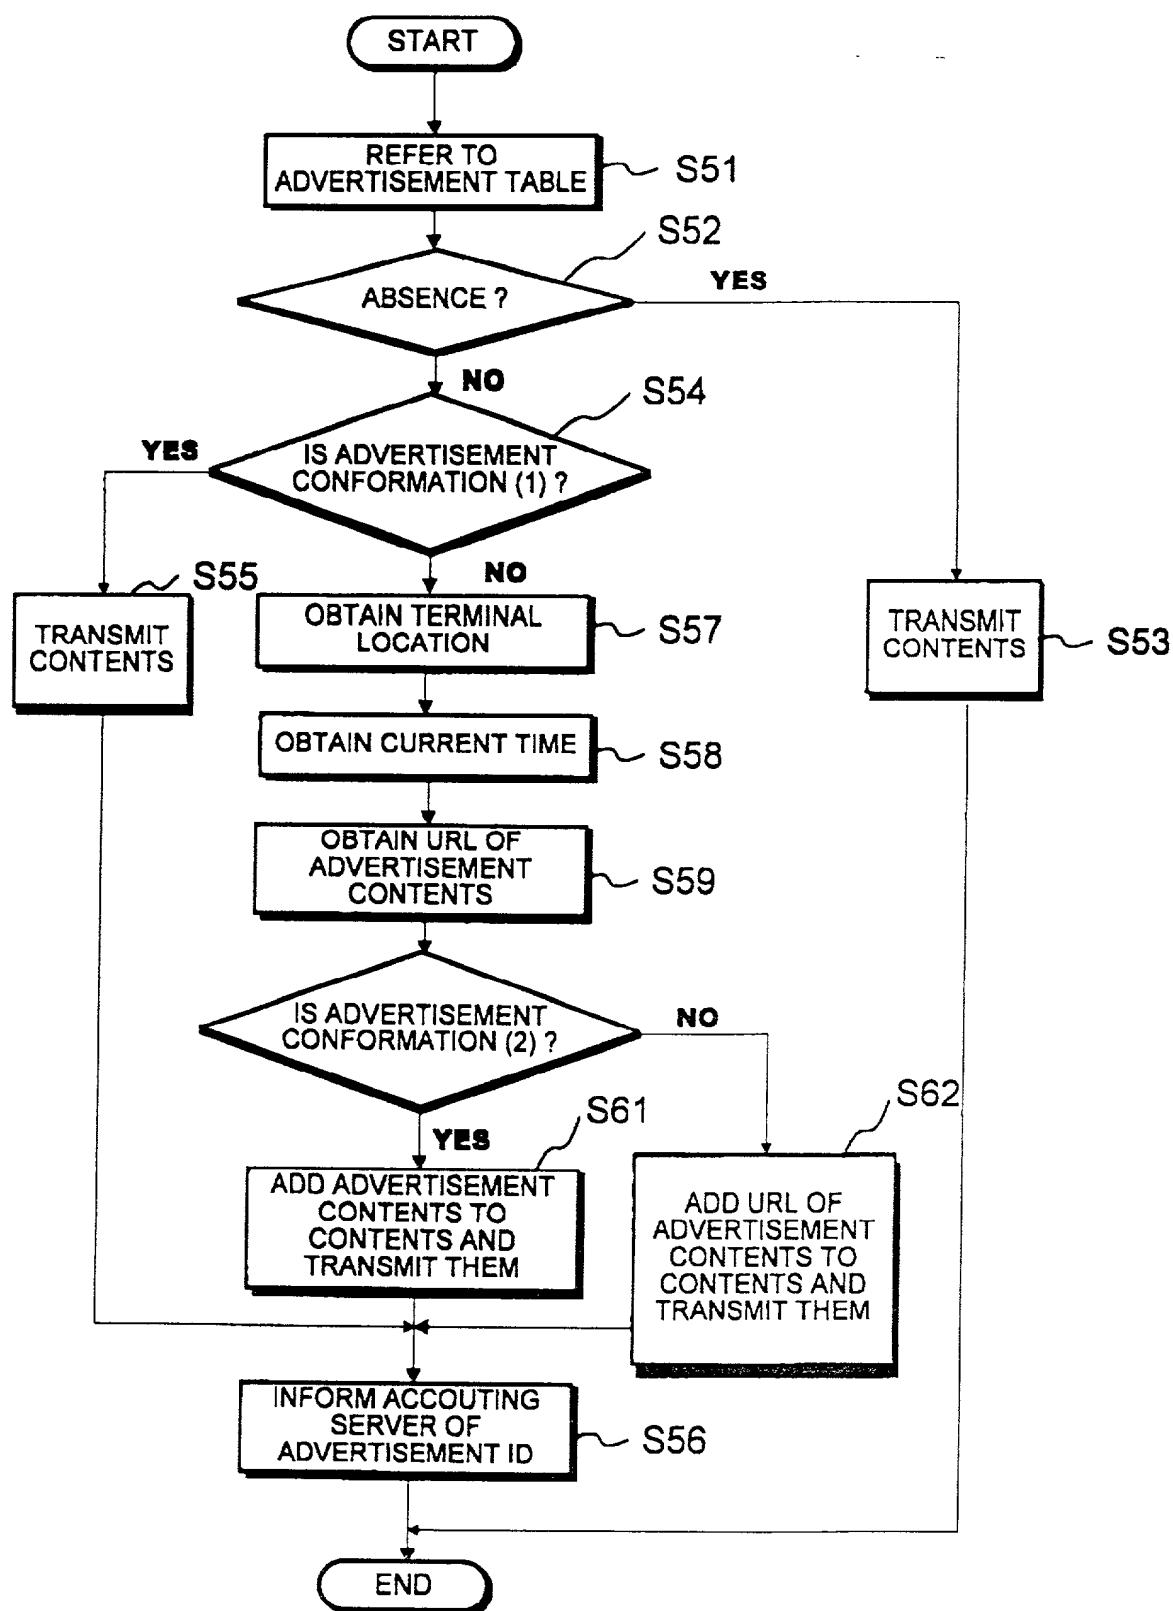 START
REFER TO
ADVERTISEMENT TABLE
S51
S52
ABSENCE ?
YES
NO
S54
YES
IS ADVERTISEMENT
CONFORMATION (1) ?
NO
S55
TRANSMIT
CONTENTS
OBTAIN TERMINAL
LOCATION
S57
TRANSMIT
CONTENTS
S53
OBTAIN CURRENT TIME
S58
OBTAIN URL OF
ADVERTISEMENT
CONTENTS
S59
IS ADVERTISEMENT
CONFORMATION (2) ?
NO
YES
S61
S62
ADD ADVERTISEMENT
CONTENTS TO
CONTENTS AND
TRANSMIT THEM
ADD URL OF
ADVERTISEMENT
CONTENTS TO
CONTENTS AND
TRANSMIT THEM
INFORM ACCOUTING
SERVER OF
ADVERTISEMENT ID
S56
END